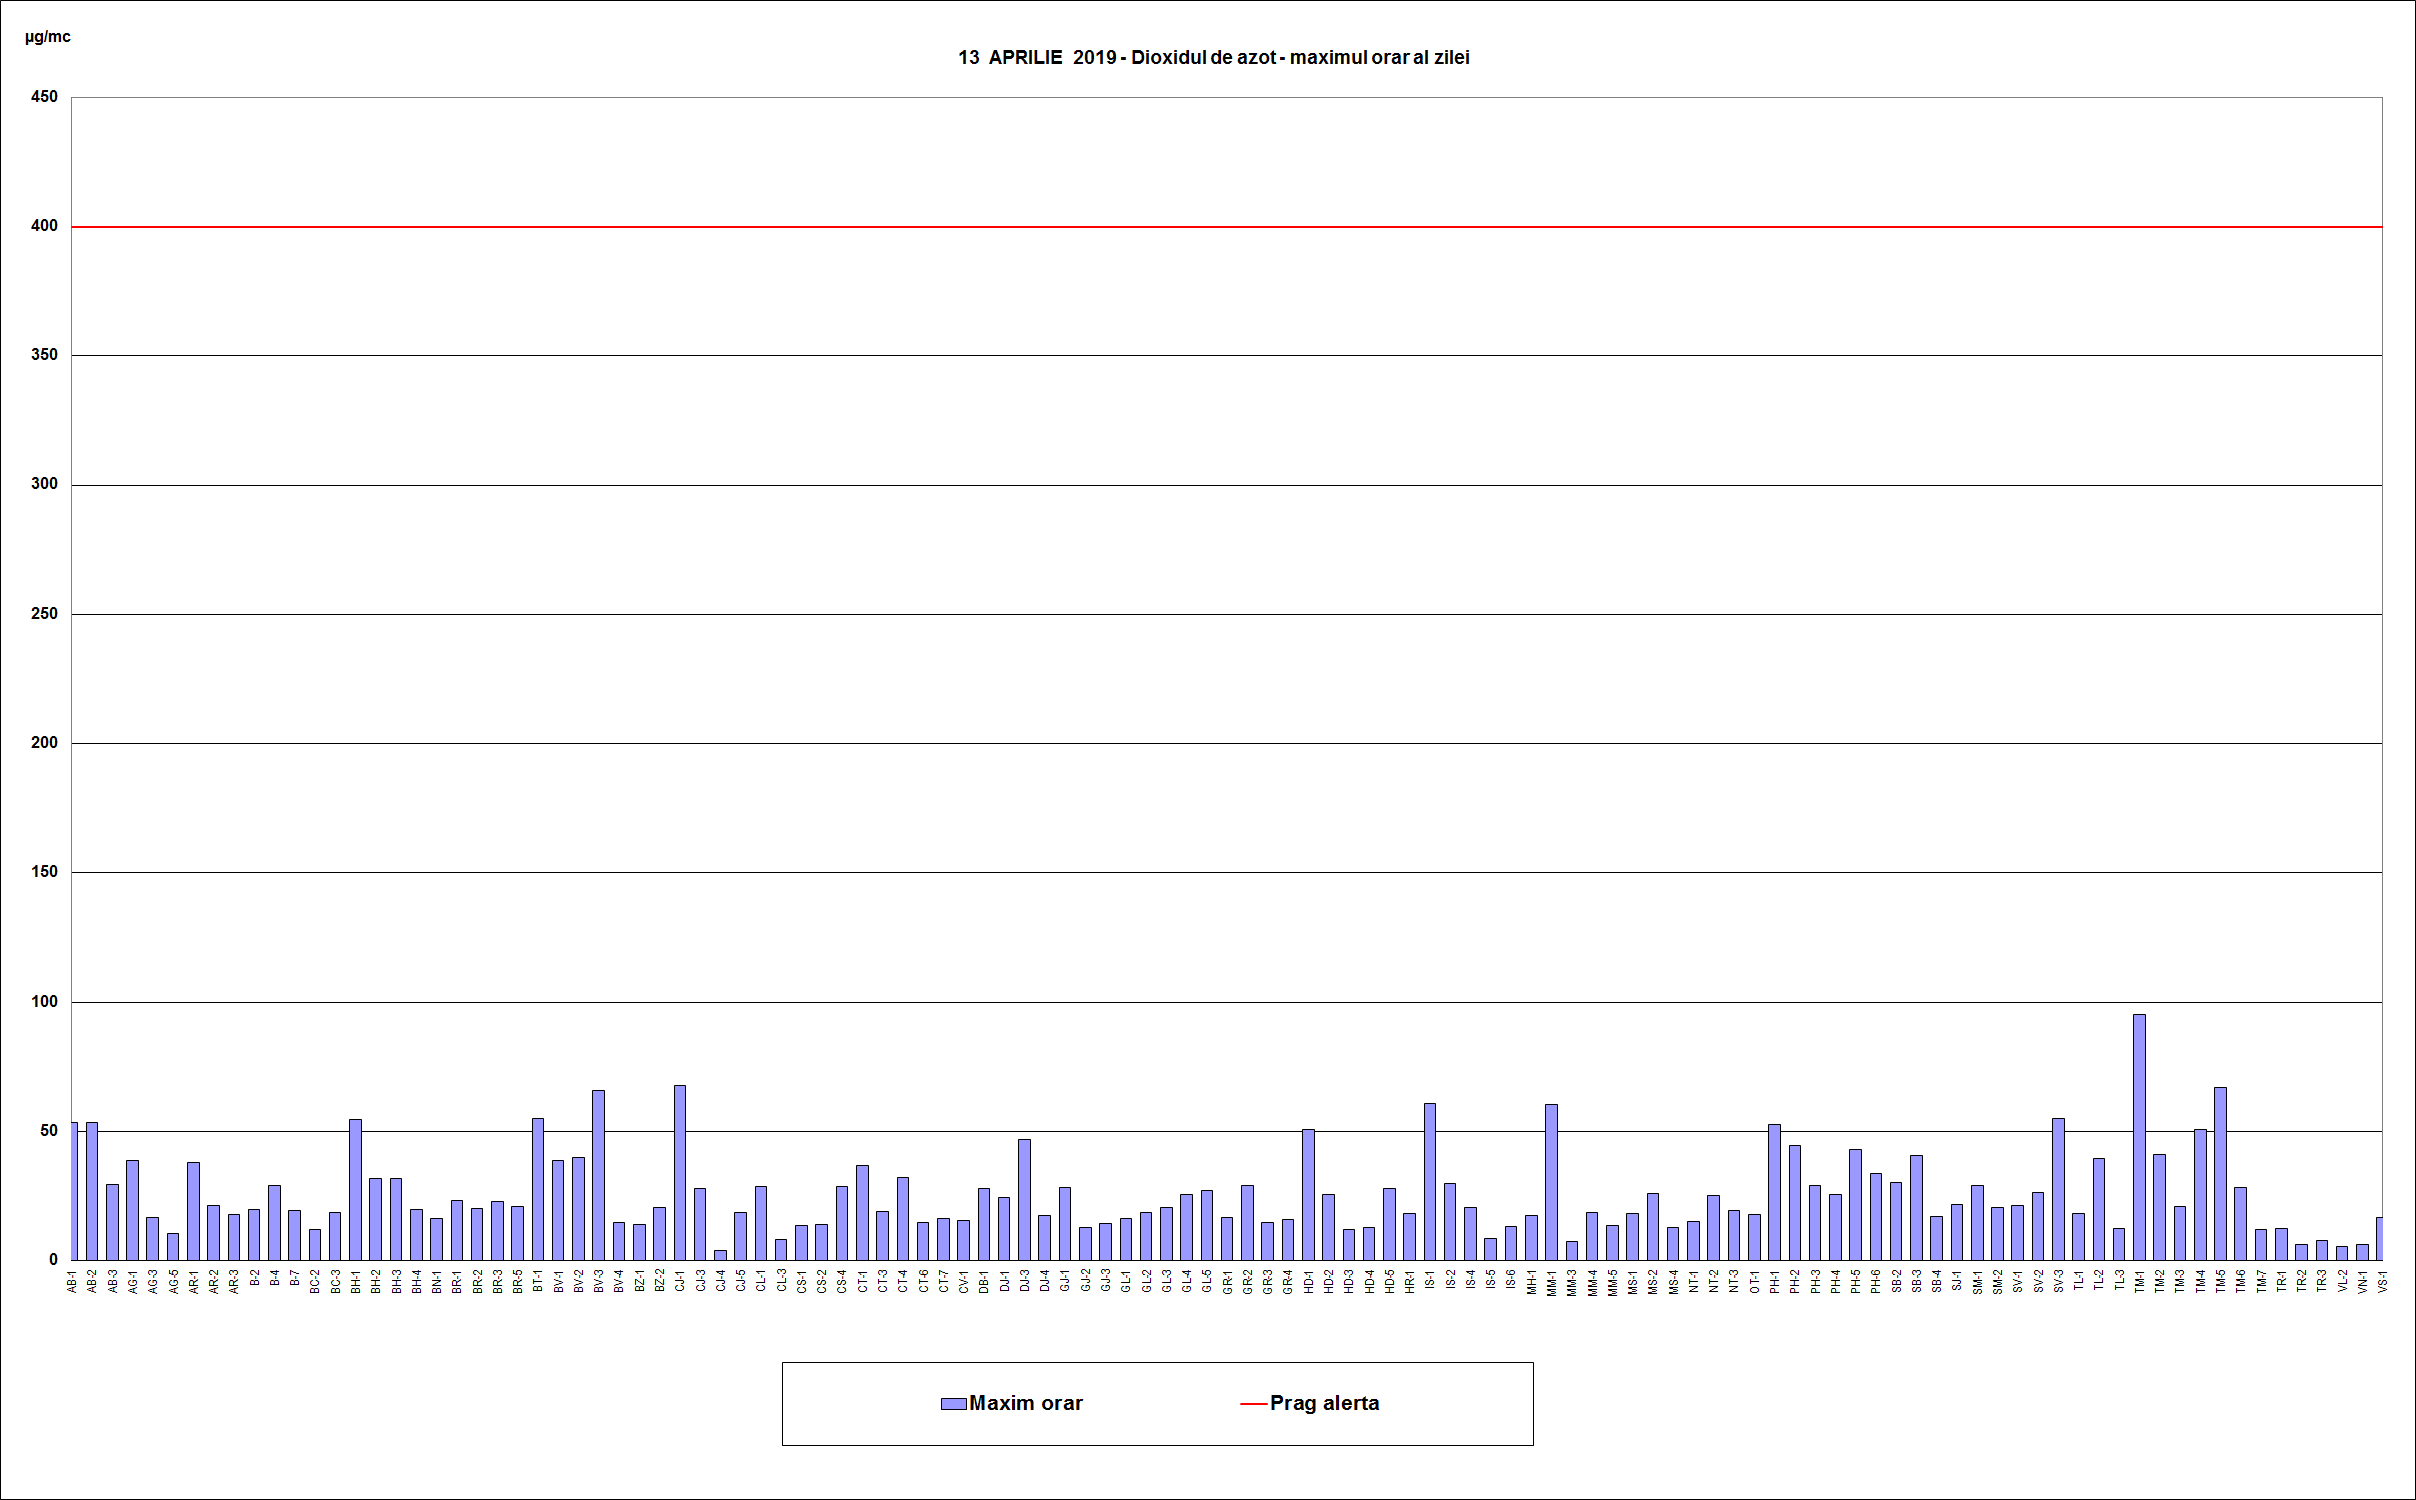 µg/mc
13 APRILIE 2019 - Dioxidul de azot - maximul orar al zilei
450
400
350
300
250
200
150
100
50
0
AB-1 AB-2 AB-3 AG-1 AG-3 AG-5 AR-1 AR-2 AR-3 B-2 B-4 B-7 BC-2 BC-3 BH-1 BH-2 BH-3 BH-4 BN-1 BR-1 BR-2 BR-3 BR-5 BT-1 BV-1 BV-2 BV-3 BV-4 BZ-1 BZ-2 CJ-1 CJ-3 CJ-4 CJ-5 CL-1 CL-3 CS-1 CS-2 CS-4 CT-1 CT-3 CT-4 CT-6 CT-7 CV-1 DB-1 DJ-1 DJ-3 DJ-4 GJ-1 GJ-2 GJ-3 GL-1 GL-2 GL-3 GL-4 GL-5 GR-1 GR-2 GR-3 GR-4 HD-1 HD-2 HD-3 HD-4 HD-5 HR-1 IS-1 IS-2 IS-4 IS-5 IS-6 MH-1 MM-1 MM-3 MM-4 MM-5 MS-1 MS-2 MS-4 NT-1 NT-2 NT-3 OT-1 PH-1 PH-2 PH-3 PH-4 PH-5 PH-6 SB-2 SB-3 SB-4 SJ-1 SM-1 SM-2 SV-1 SV-2 SV-3 TL-1 TL-2 TL-3 TM-1 TM-2 TM-3 TM-4 TM-5 TM-6 TM-7 TR-1 TR-2 TR-3 VL-2 VN-1 VS-1
Maxim orar
Prag alerta